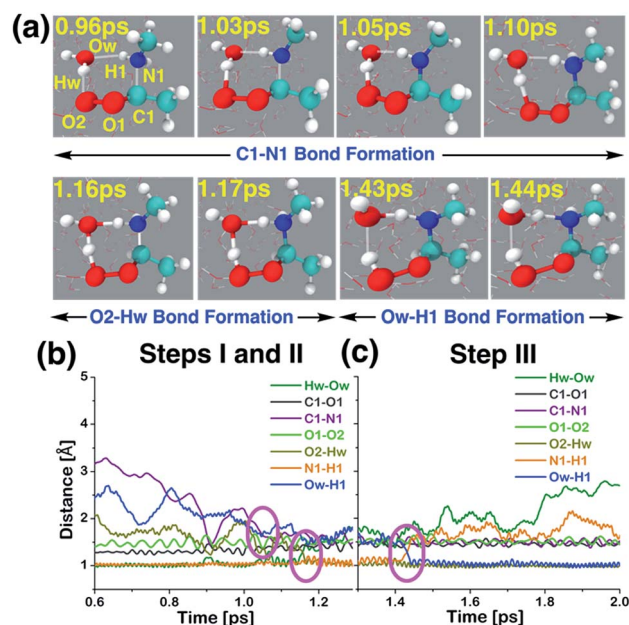 (a)
0.96ps 1.03ps 1.05ps 1.10ps
Ow
H1
N1
Hw
C1
O2 O1
C1-N1 Bond Formation
1.16ps 1.17ps 1.43ps 1.44ps
O2-Hw Bond Formation Ow-H1 Bond Formation
(b) Steps I and II (c) Step III
Distance [Å]
5
4
3
2
1
Hw-Ow
C1-O1
C1-N1
O1-O2
O2-Hw
N1-H1
Ow-H1
Hw-Ow
C1-O1
C1-N1
O1-O2
O2-Hw
N1-H1
Ow-H1
0.6 0.8 1.0 1.2 1.4 1.6 1.8 2.0
Time [ps] Time [ps]